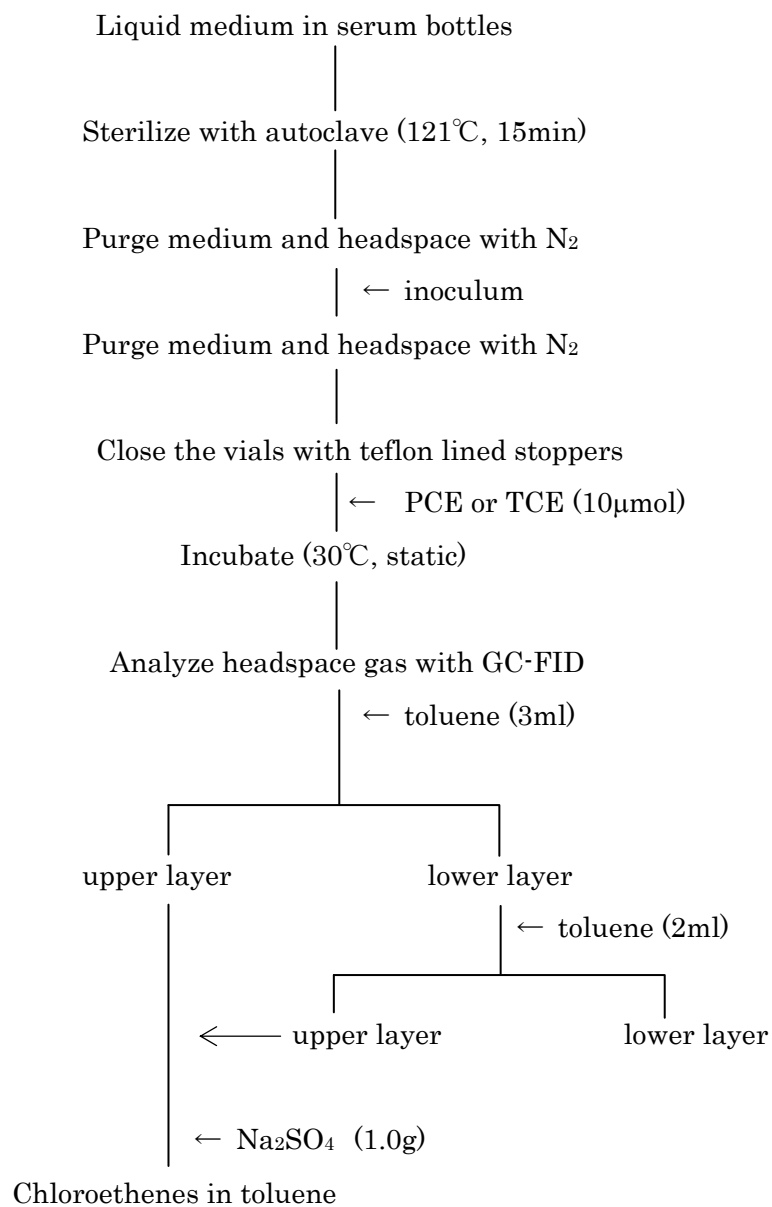 Liquid medium in serum bottles
Sterilize with autoclave (121℃, 15min)
Purge medium and headspace with N₂
← inoculum
Purge medium and headspace with N₂
Close the vials with teflon lined stoppers
← PCE or TCE (10μmol)
Incubate (30℃, static)
Analyze headspace gas with GC-FID
← toluene (3ml)
upper layer lower layer
← toluene (2ml)
upper layer lower layer
← Na₂SO₄ (1.0g)
Chloroethenes in toluene